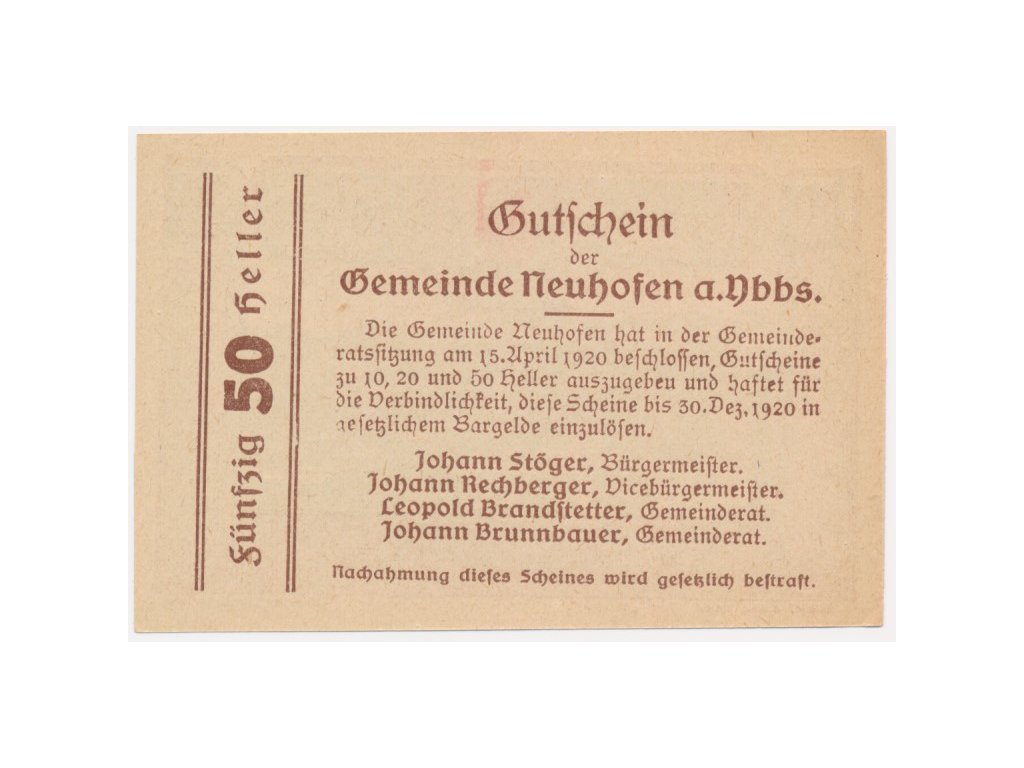 Fünfzig 50 Heller
Gutschein
der
Gemeinde Neuhofen a. Ybbs.
Die Gemeinde Neuhofen hat in der Gemeinde-
ratssitzung am 15. April 1920 beschlossen, Gutscheine
zu 10, 20 und 50 Heller auszugeben und haftet für
die Verbindlichkeit, diese Scheine bis 30. Dez. 1920 in
gesetzlichem Bargelde einzulösen.
Johann Stöger, Bürgermeister.
Johann Rechberger, Vicebürgermeister.
Leopold Brandstetter, Gemeinderat.
Johann Brunnbauer, Gemeinderat.
Nachahmung dieses Scheines wird gesetzlich bestraft.